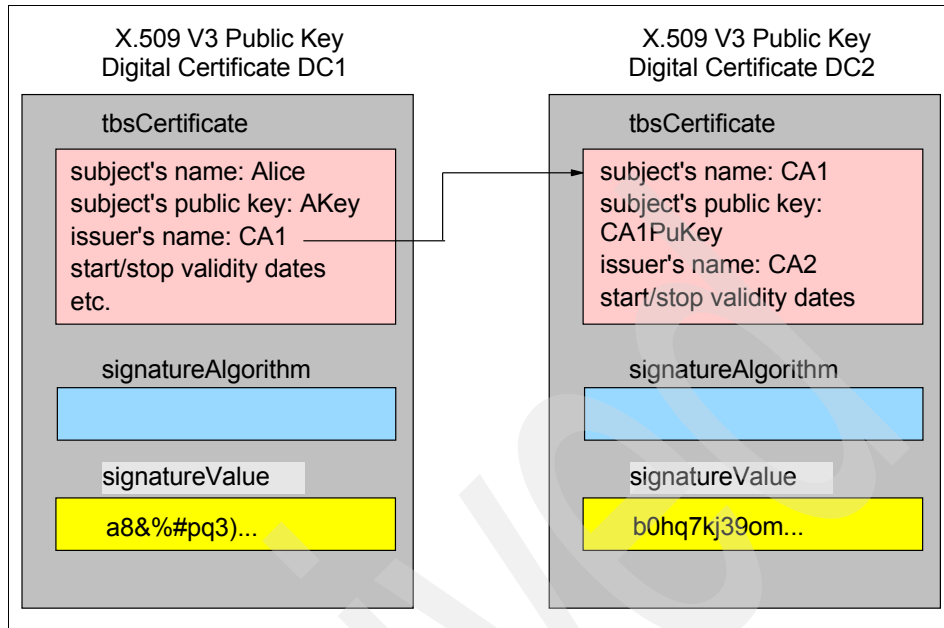 X.509 V3 Public Key
Digital Certificate DC1
tbsCertificate
subject's name: Alice
subject's public key: AKey
issuer's name: CA1
start/stop validity dates
etc.
signatureAlgorithm
signatureValue
a8&%#pq3)...
X.509 V3 Public Key
Digital Certificate DC2
tbsCertificate
subject's name: CA1
subject's public key:
CA1PuKey
issuer's name: CA2
start/stop validity dates
signatureAlgorithm
signatureValue
b0hq7kj39om...